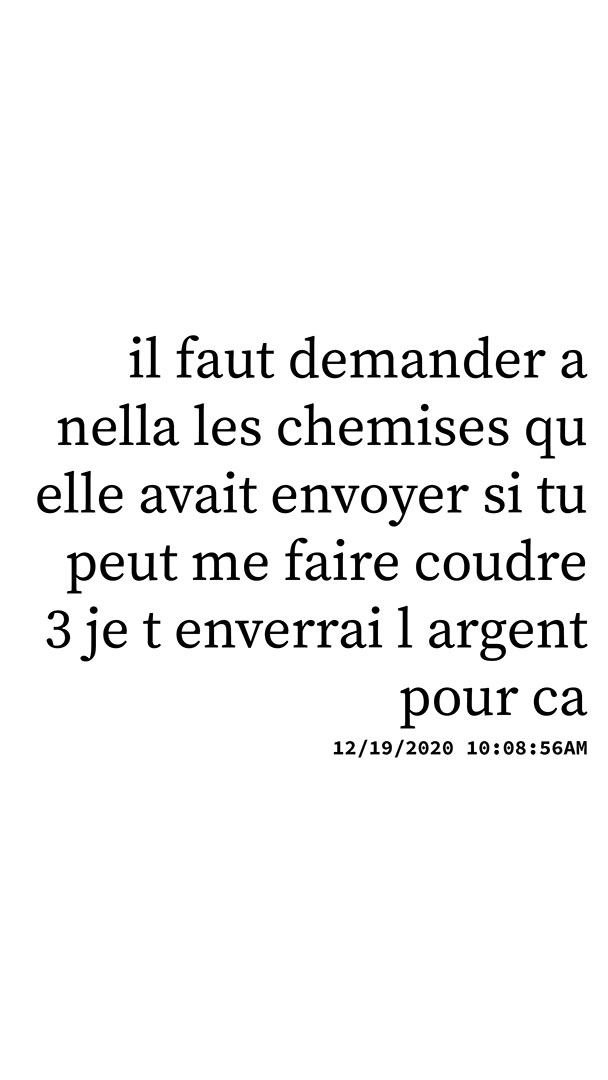 il faut demander a
nella les chemises qu
elle avait envoyer si tu
peut me faire coudre
3 je t enverrai l argent
pour ca
12/19/2020 10:08:56AM